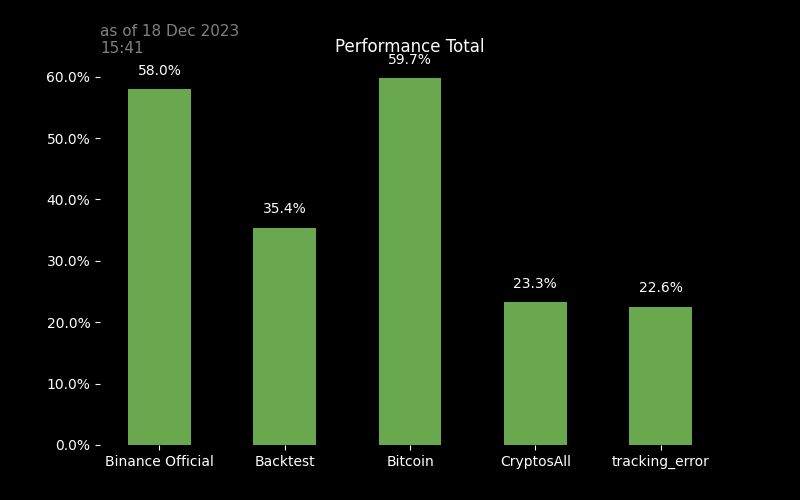 as of 18 Dec 2023
15:41
Performance Total
60.0%
50.0%
40.0%
30.0%
20.0%
10.0%
0.0%
58.0%
35.4%
59.7%
23.3%
22.6%
Binance Official
Backtest
Bitcoin
CryptosAll
tracking_error